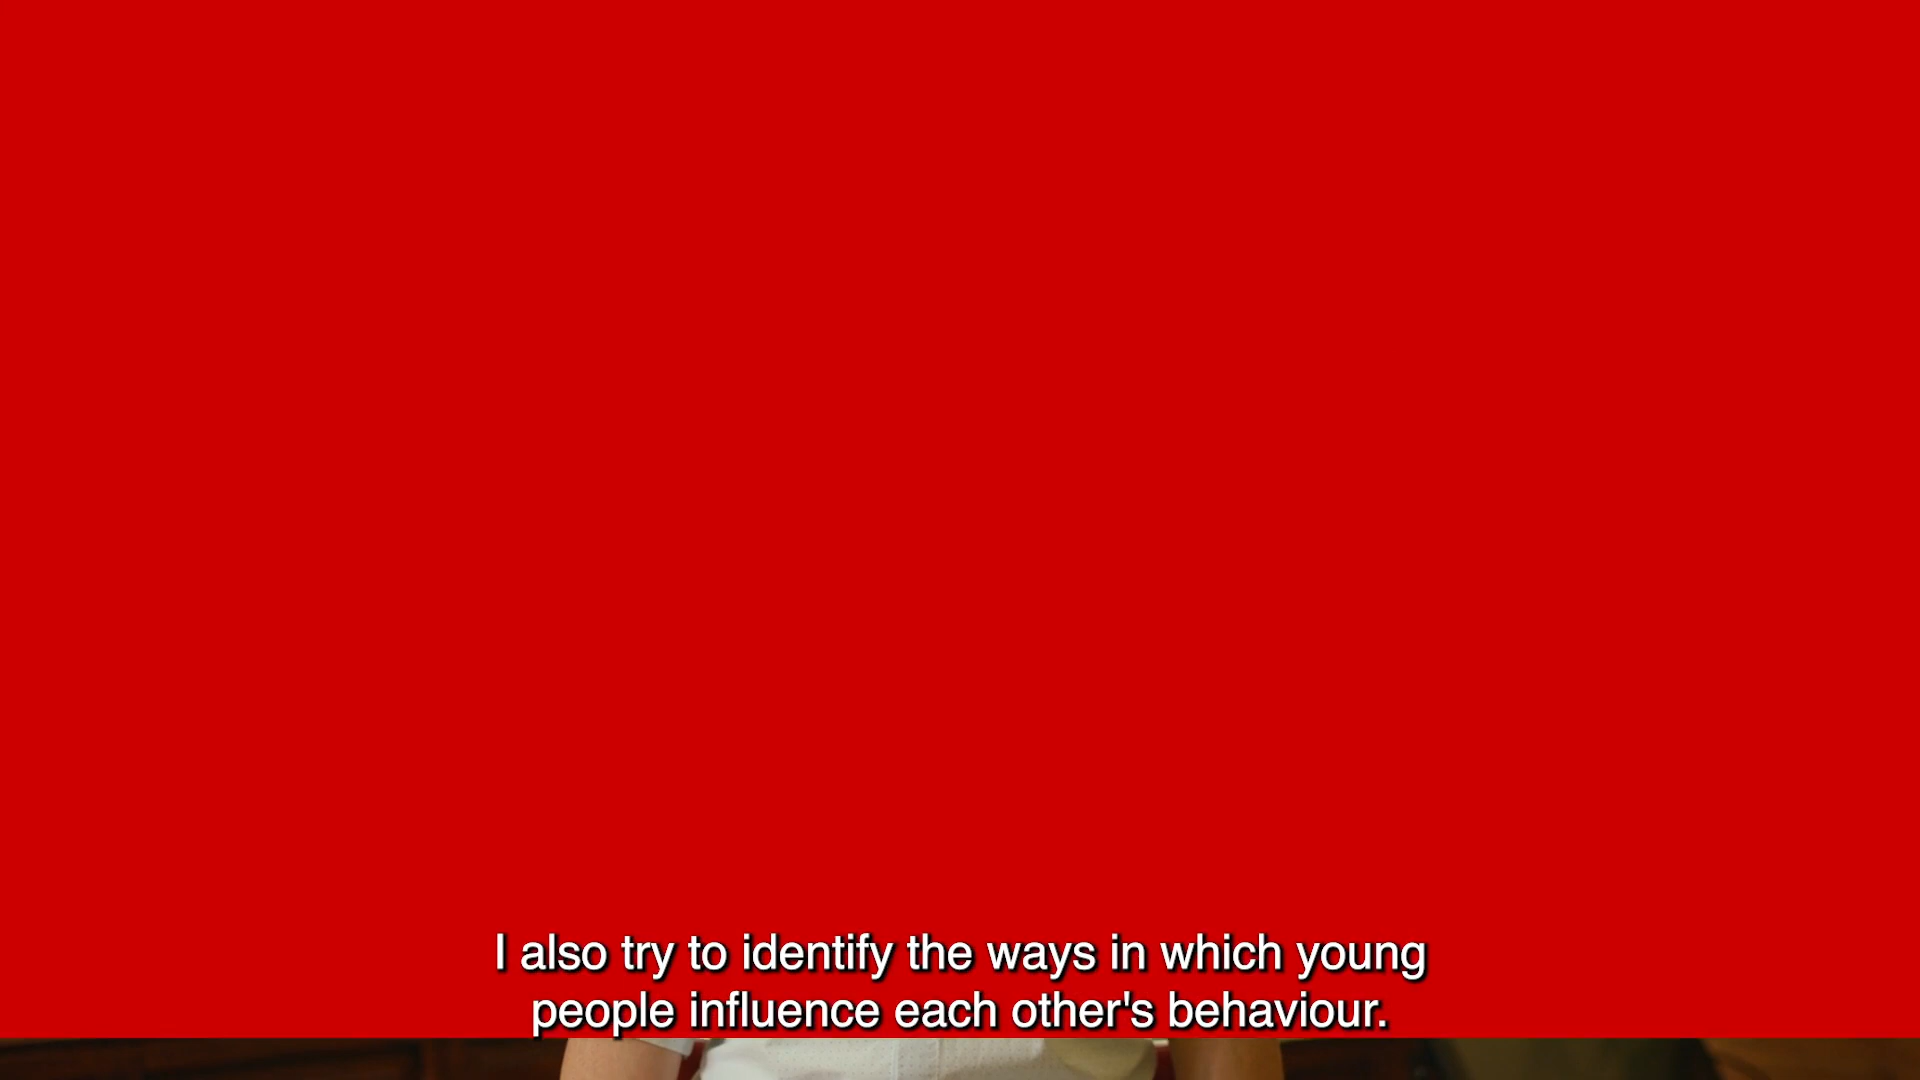 I also try to identify the ways in which young
people influence each other's behaviour.